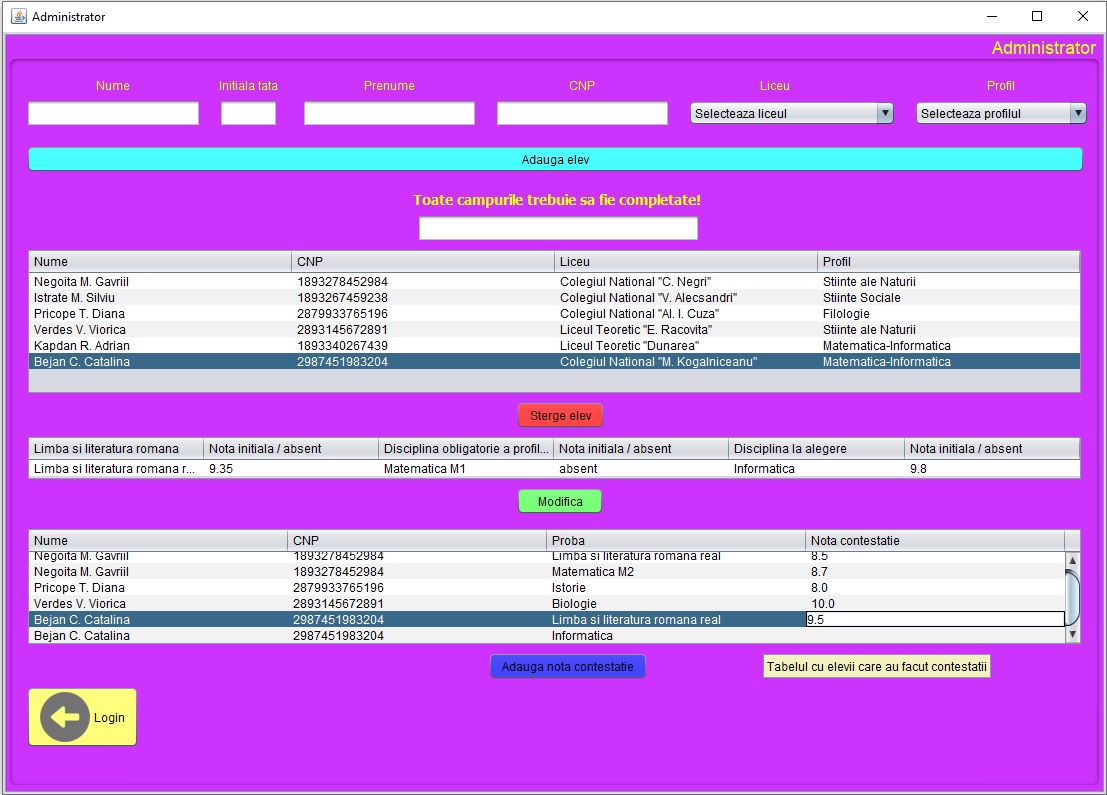 Administrator
Administrator
Nume Initiala tata Prenume CNP Liceu Profil
Selecteaza liceul Selecteaza profilul
Adauga elev
Toate campurile trebuie sa fie completate!
Nume CNP Liceu Profil
Negoita M. Gavriil 1893278452984 Colegiul National "C. Negri" Stiinte ale Naturii
Istrate M. Silviu 1893267459238 Colegiul National "V. Alecsandri" Stiinte Sociale
Pricope T. Diana 2879933765196 Colegiul National "Al. I. Cuza" Filologie
Verdes V. Viorica 2893145672891 Liceul Teoretic "E. Racovita" Stiinte ale Naturii
Kapdan R. Adrian 1893340267439 Liceul Teoretic "Dunarea" Matematica-Informatica
Bejan C. Catalina 2987451983204 Colegiul National "M. Kogalniceanu" Matematica-Informatica
Sterge elev
Limba si literatura romana Nota initiala / absent Disciplina obligatorie a profil... Nota initiala / absent Disciplina la alegere Nota initiala / absent
Limba si literatura romana r... 9.35 Matematica M1 absent Informatica 9.8
Modifica
Nume CNP Proba Nota contestatie
Negoita M. Gavriil 1893278452984 Limba si literatura romana real 8.5
Negoita M. Gavriil 1893278452984 Matematica M2 8.7
Pricope T. Diana 2879933765196 Istorie 8.0
Verdes V. Viorica 2893145672891 Biologie 10.0
Bejan C. Catalina 2987451983204 Limba si literatura romana real 9.5
Bejan C. Catalina 2987451983204 Informatica
Adauga nota contestatie Tabelul cu elevii care au facut contestatii
Login